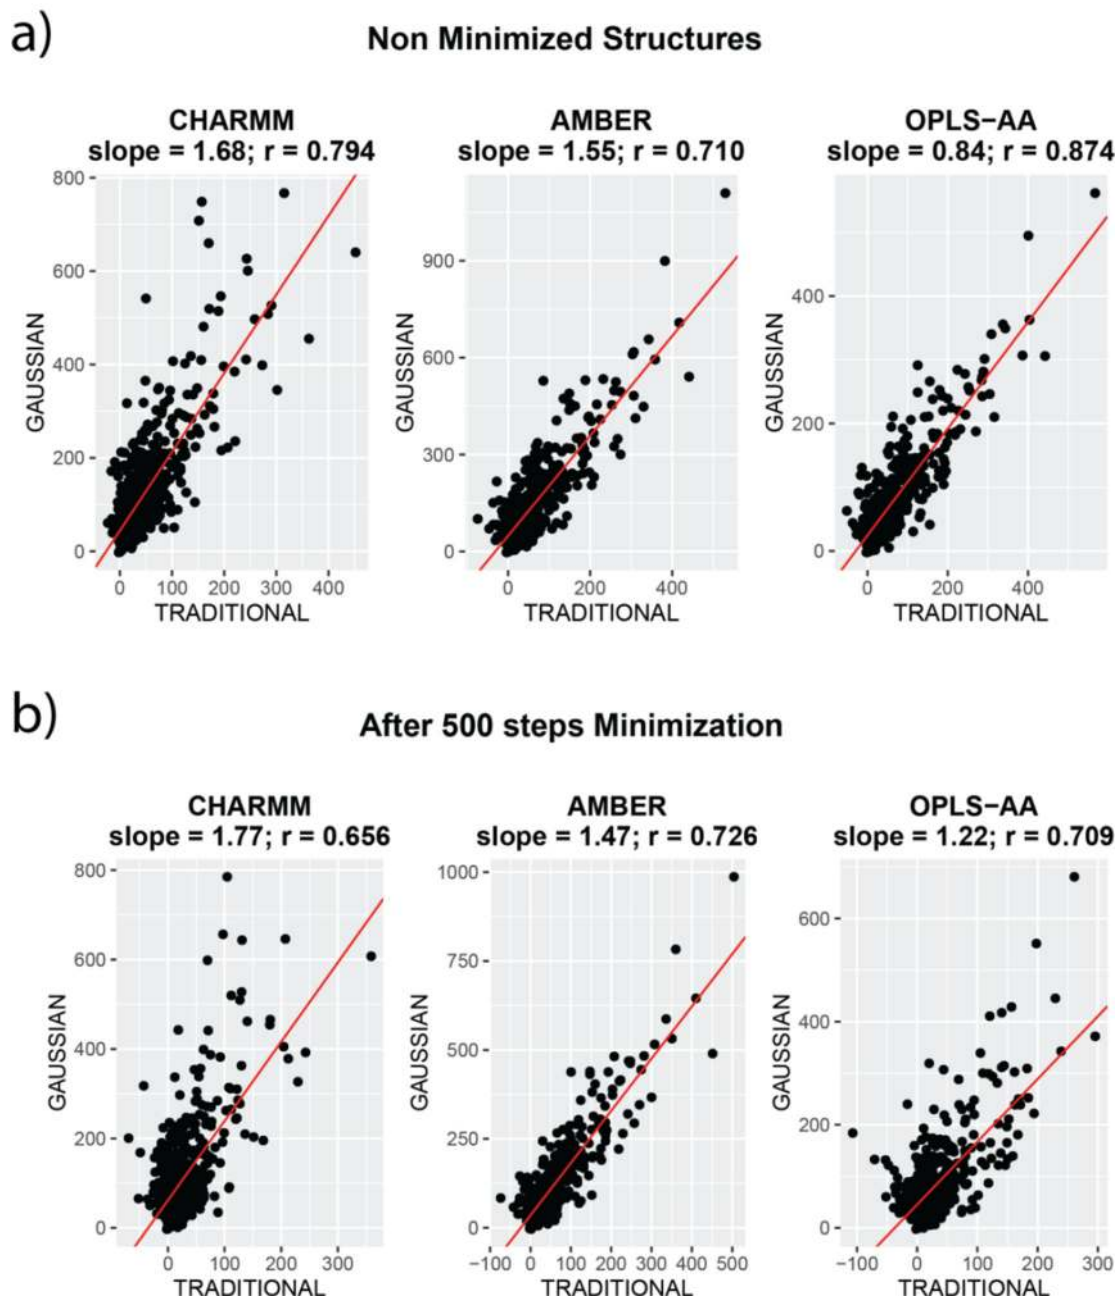 a)
Non Minimized Structures
CHARMM
slope = 1.68; r = 0.794
AMBER
slope = 1.55; r = 0.710
OPLS−AA
slope = 0.84; r = 0.874
GAUSSIAN
800
600
400
200
0
0 100 200 300 400
TRADITIONAL
GAUSSIAN
900
600
300
0
0 200 400
TRADITIONAL
GAUSSIAN
400
200
0
0 200 400
TRADITIONAL
b)
After 500 steps Minimization
CHARMM
slope = 1.77; r = 0.656
AMBER
slope = 1.47; r = 0.726
OPLS−AA
slope = 1.22; r = 0.709
GAUSSIAN
800
600
400
200
0
0 100 200 300
TRADITIONAL
GAUSSIAN
1000
750
500
250
0
−100 0 100 200 300 400 500
TRADITIONAL
GAUSSIAN
600
400
200
0
−100 0 100 200 300
TRADITIONAL